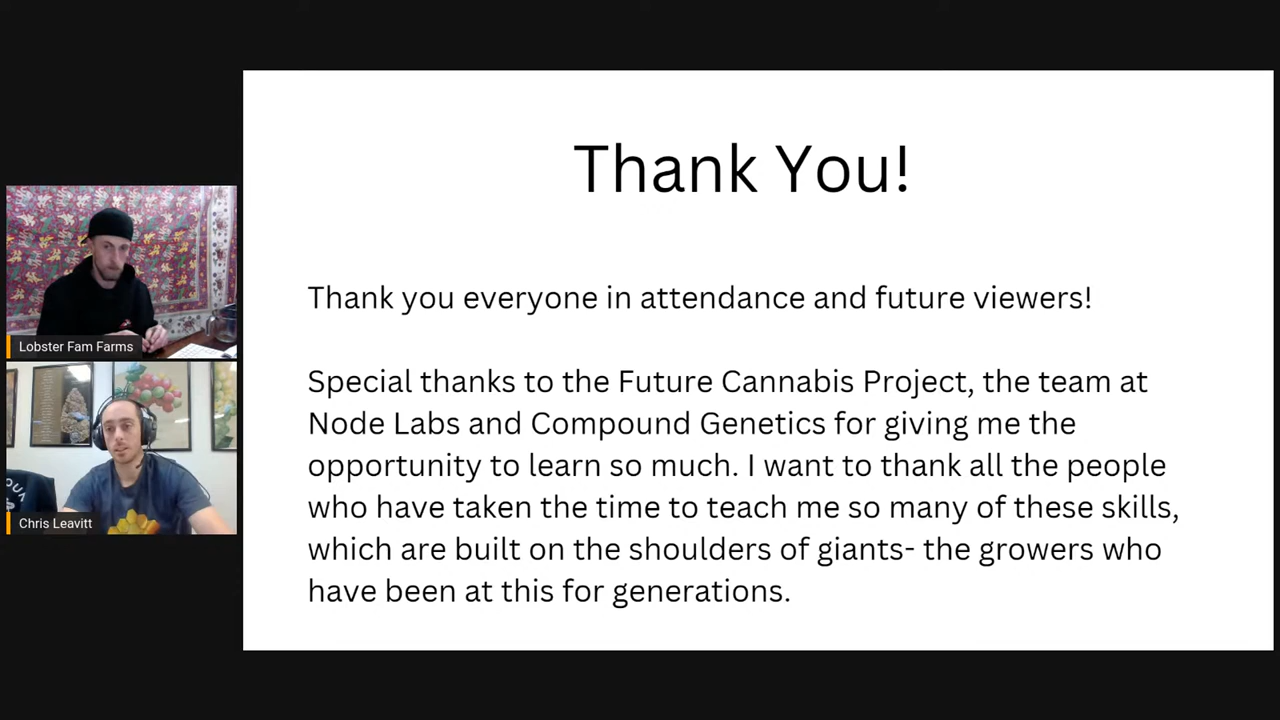 Thank You!
Thank you everyone in attendance and future viewers!
Special thanks to the Future Cannabis Project, the team at
Node Labs and Compound Genetics for giving me the
opportunity to learn so much. I want to thank all the people
who have taken the time to teach me so many of these skills,
which are built on the shoulders of giants- the growers who
have been at this for generations.
Lobster Fam Farms
Chris Leavitt